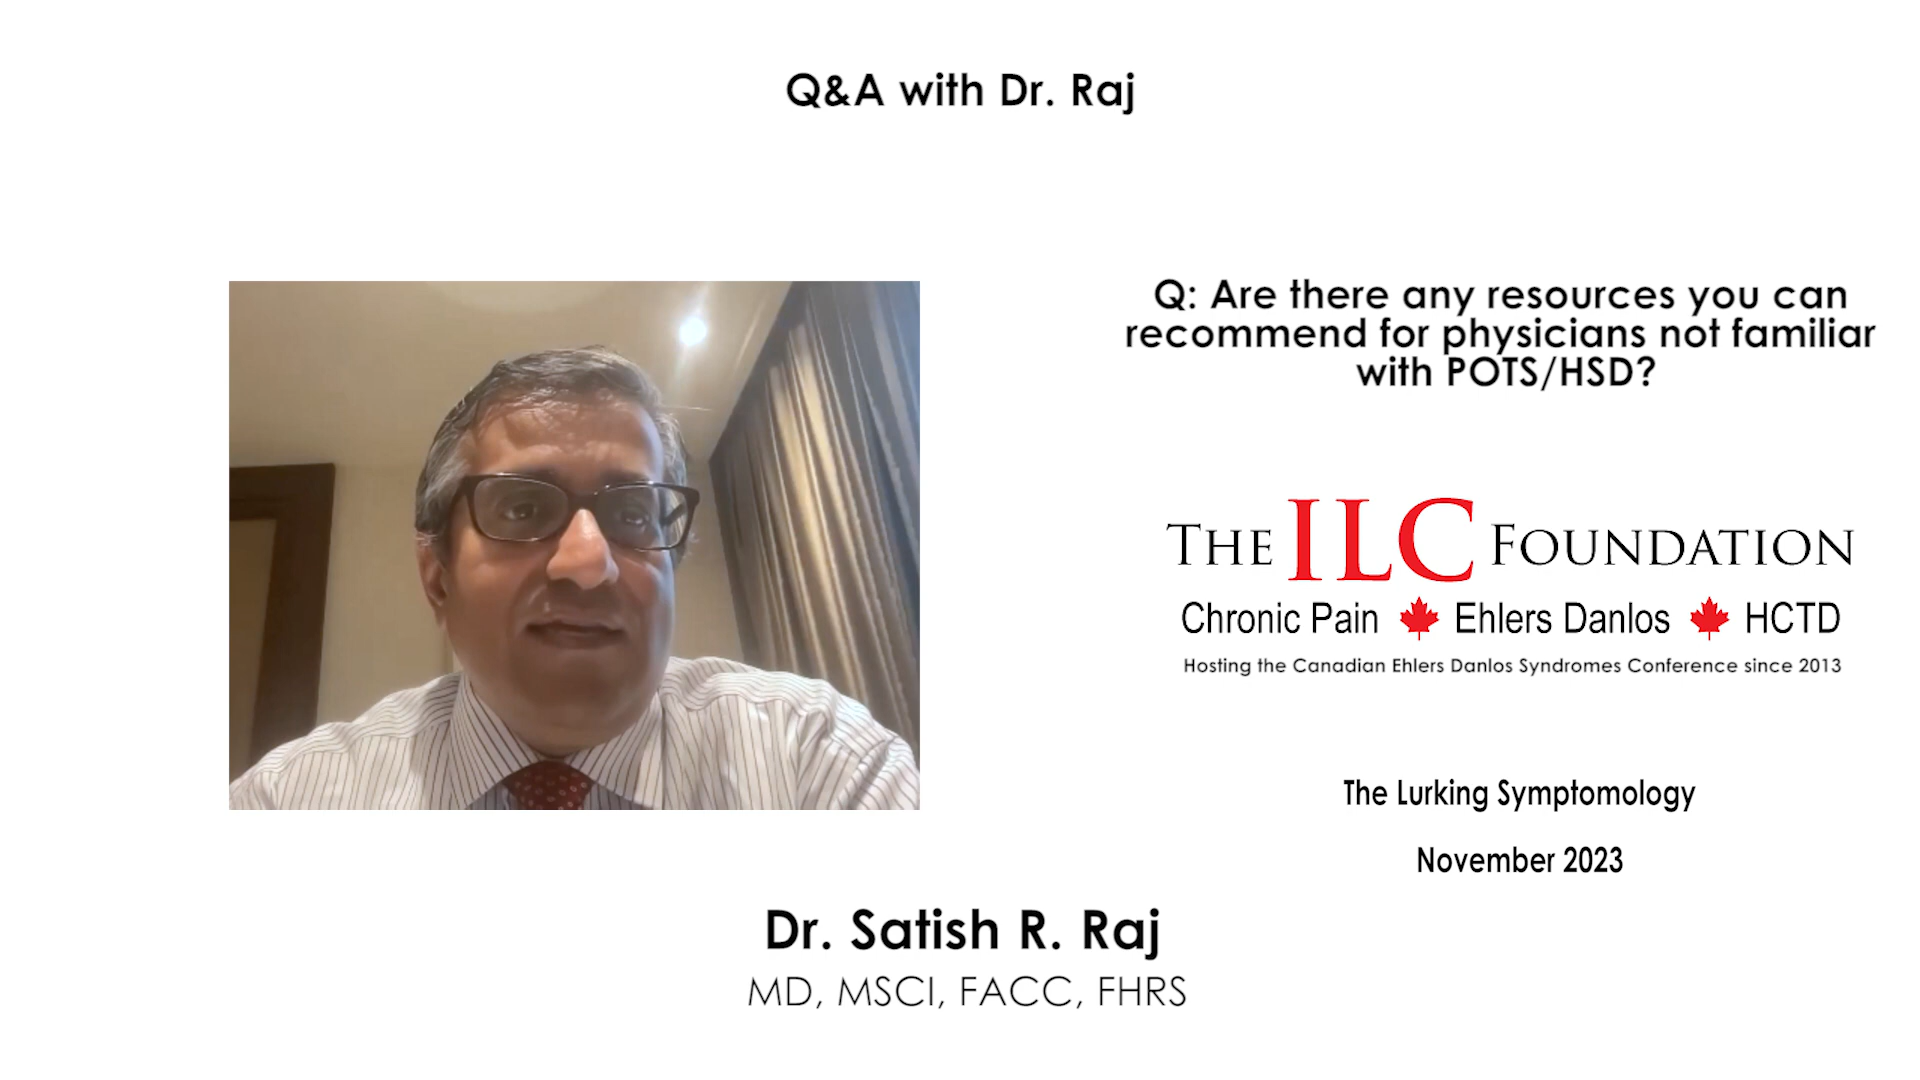 Q&A with Dr. Raj
Q: Are there any resources you can
recommend for physicians not familiar
with POTS/HSD?
THE ILC FOUNDATION
Chronic Pain Ehlers Danlos HCTD
Hosting the Canadian Ehlers Danlos Syndromes Conference since 2013
The Lurking Symptomology
November 2023
Dr. Satish R. Raj
MD, MSCI, FACC, FHRS